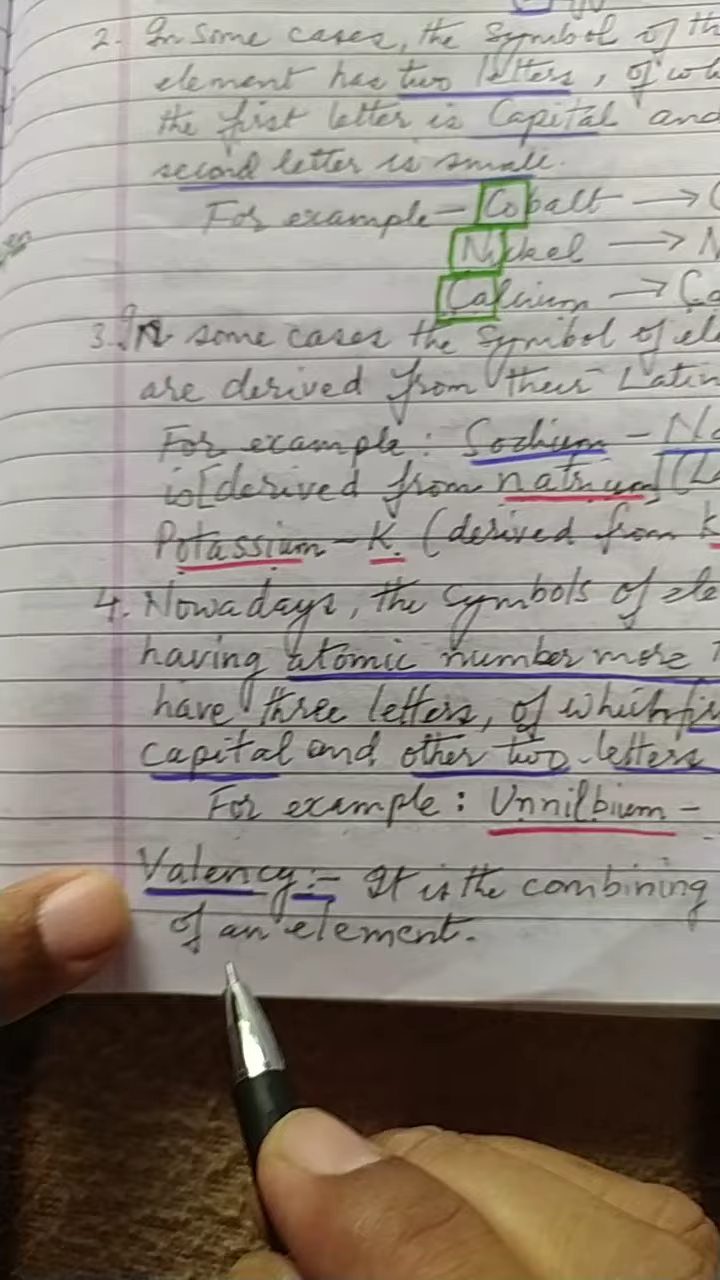 2. In some cases, the symbol of
element has two letters, of
the first letter is Capital and
second letter is small.
For example - Cobalt →
Nickel → N
Calcium → Ca
3. In some cases the symbol of
are derived from their Latin
For example: Sodium - Na
is [derived from natrium]
Potassium - K. (derived from K
4. Nowadays, the symbols of
having atomic number more
have three letters, of which
capital and other two letters
For example: Unnilbium -
Valency:- It is the combining
of an element.